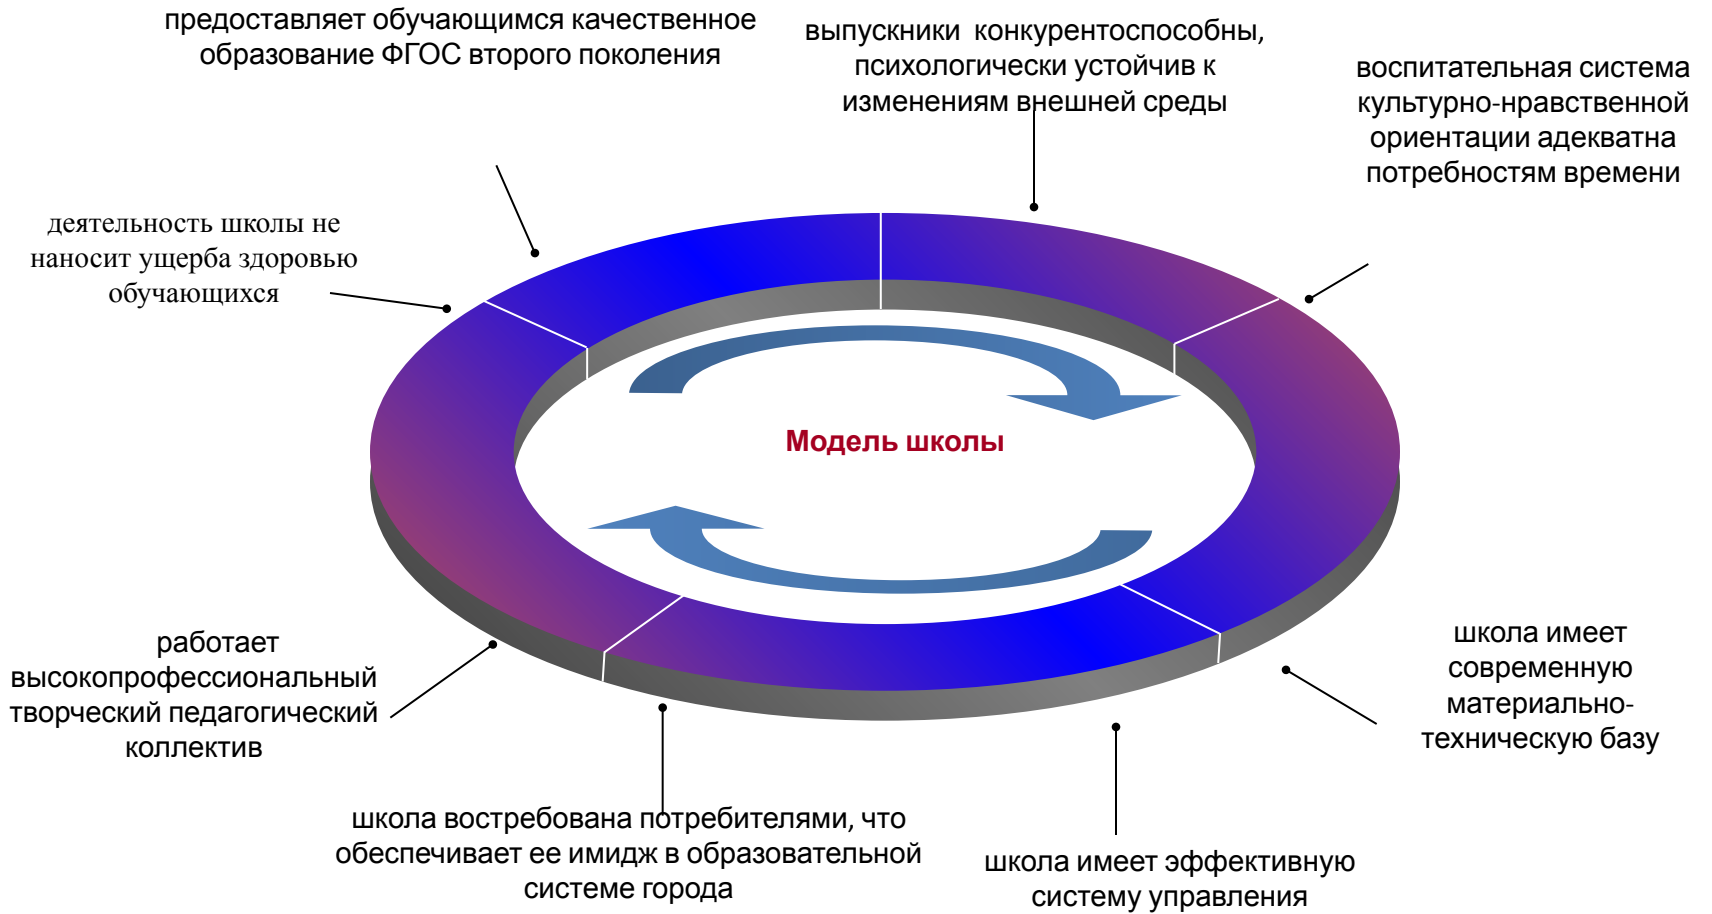 предоставляет обучающимся качественное
образование ФГОС второго поколения
выпускники  конкурентоспособны,
психологически устойчив к
изменениям внешней среды
воспитательная система
культурно-нравственной
ориентации адекватна
потребностям времени
деятельность школы не
наносит ущерба здоровью
обучающихся
Модель школы
работает
высокопрофессиональный
творческий педагогический
коллектив
школа имеет
современную
материально-
техническую базу
школа востребована потребителями, что
обеспечивает ее имидж в образовательной
системе города
школа имеет эффективную
систему управления